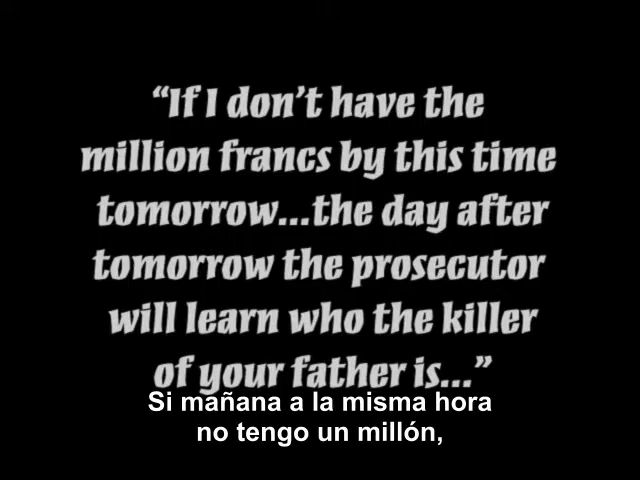 “If I don’t have the
million francs by this time
tomorrow...the day after
tomorrow the prosecutor
will learn who the killer
of your father is...”
Si mañana a la misma hora
no tengo un millón,